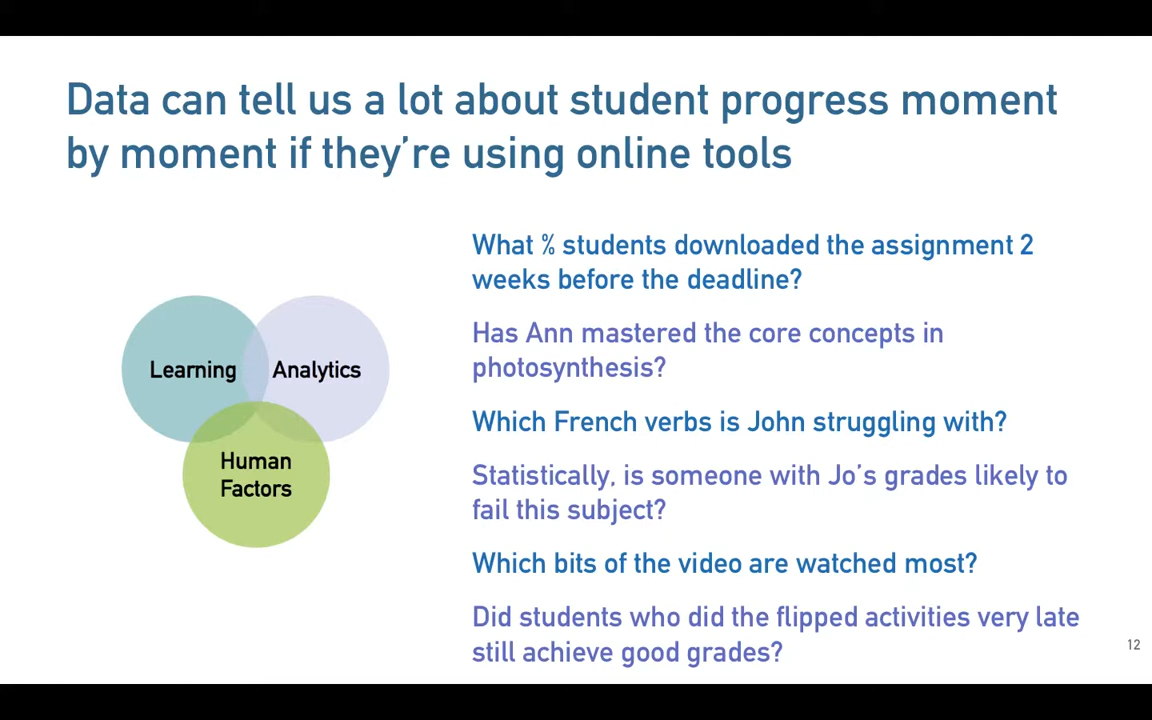 Data can tell us a lot about student progress moment
by moment if they're using online tools
What % students downloaded the assignment 2
weeks before the deadline?
Has Ann mastered the core concepts in
photosynthesis?
Which French verbs is John struggling with?
Statistically, is someone with Jo's grades likely to
fail this subject?
Which bits of the video are watched most?
Did students who did the flipped activities very late
still achieve good grades?
Learning
Analytics
Human
Factors
12